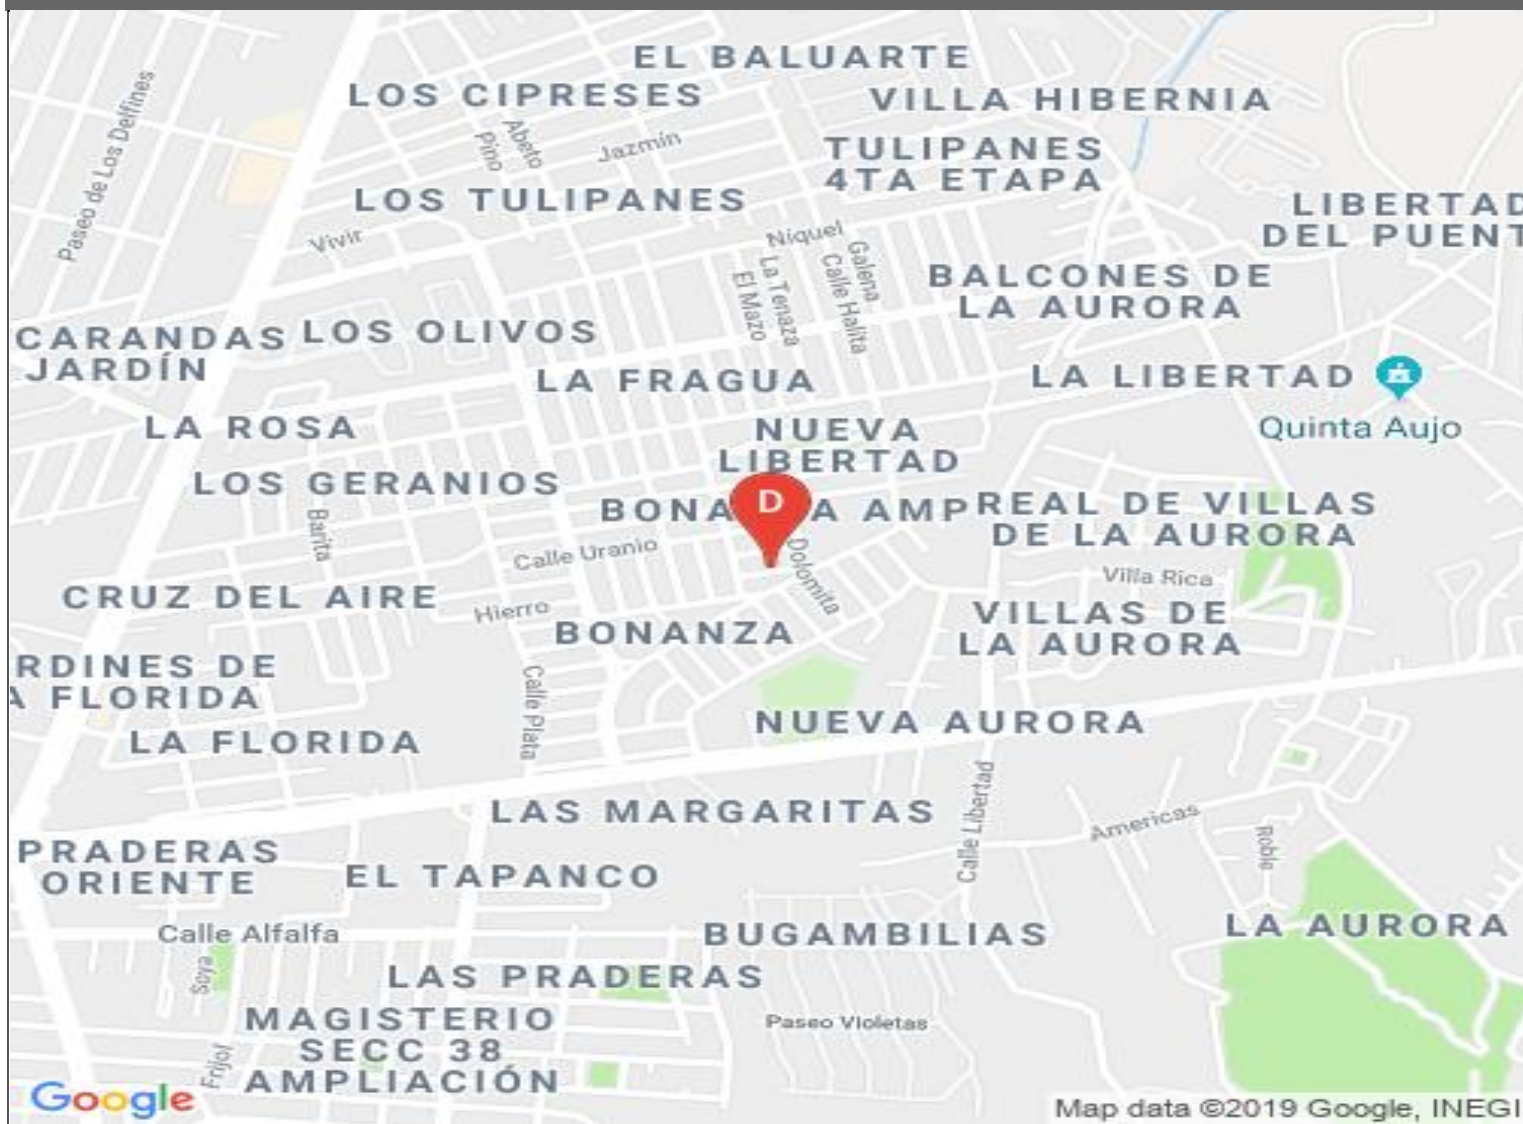 EL BALUARTE
LOS CIPRESES
VILLA HIBERNIA
Paseo de Los Delfines
Abeto
Pino
Jazmín
TULIPANES
4TA ETAPA
LOS TULIPANES
LIBERTAD
DEL PUENT
Vivir
Níquel
Galena
La Tenaza
Calle Halita
El Mazo
BALCONES DE
LA AURORA
CARANDAS
JARDÍN
LOS OLIVOS
LA FRAGUA
LA LIBERTAD
Quinta Aujo
LA ROSA
NUEVA
LIBERTAD
LOS GERANIOS
D
BONA A AMP
REAL DE VILLAS
DE LA AURORA
Barita
Calle Uranio
Dolomita
Villa Rica
CRUZ DEL AIRE
Hierro
BONANZA
VILLAS DE
LA AURORA
RDINES DE
A FLORIDA
Calle Plata
NUEVA AURORA
LA FLORIDA
LAS MARGARITAS
Calle Libertad
Americas
Roble
PRADERAS
ORIENTE
EL TAPANCO
Calle Alfalfa
BUGAMBILIAS
LA AURORA
Soya
LAS PRADERAS
MAGISTERIO
SECC 38
AMPLIACIÓN
Paseo Violetas
Frijol
Google
Map data ©2019 Google, INEGI